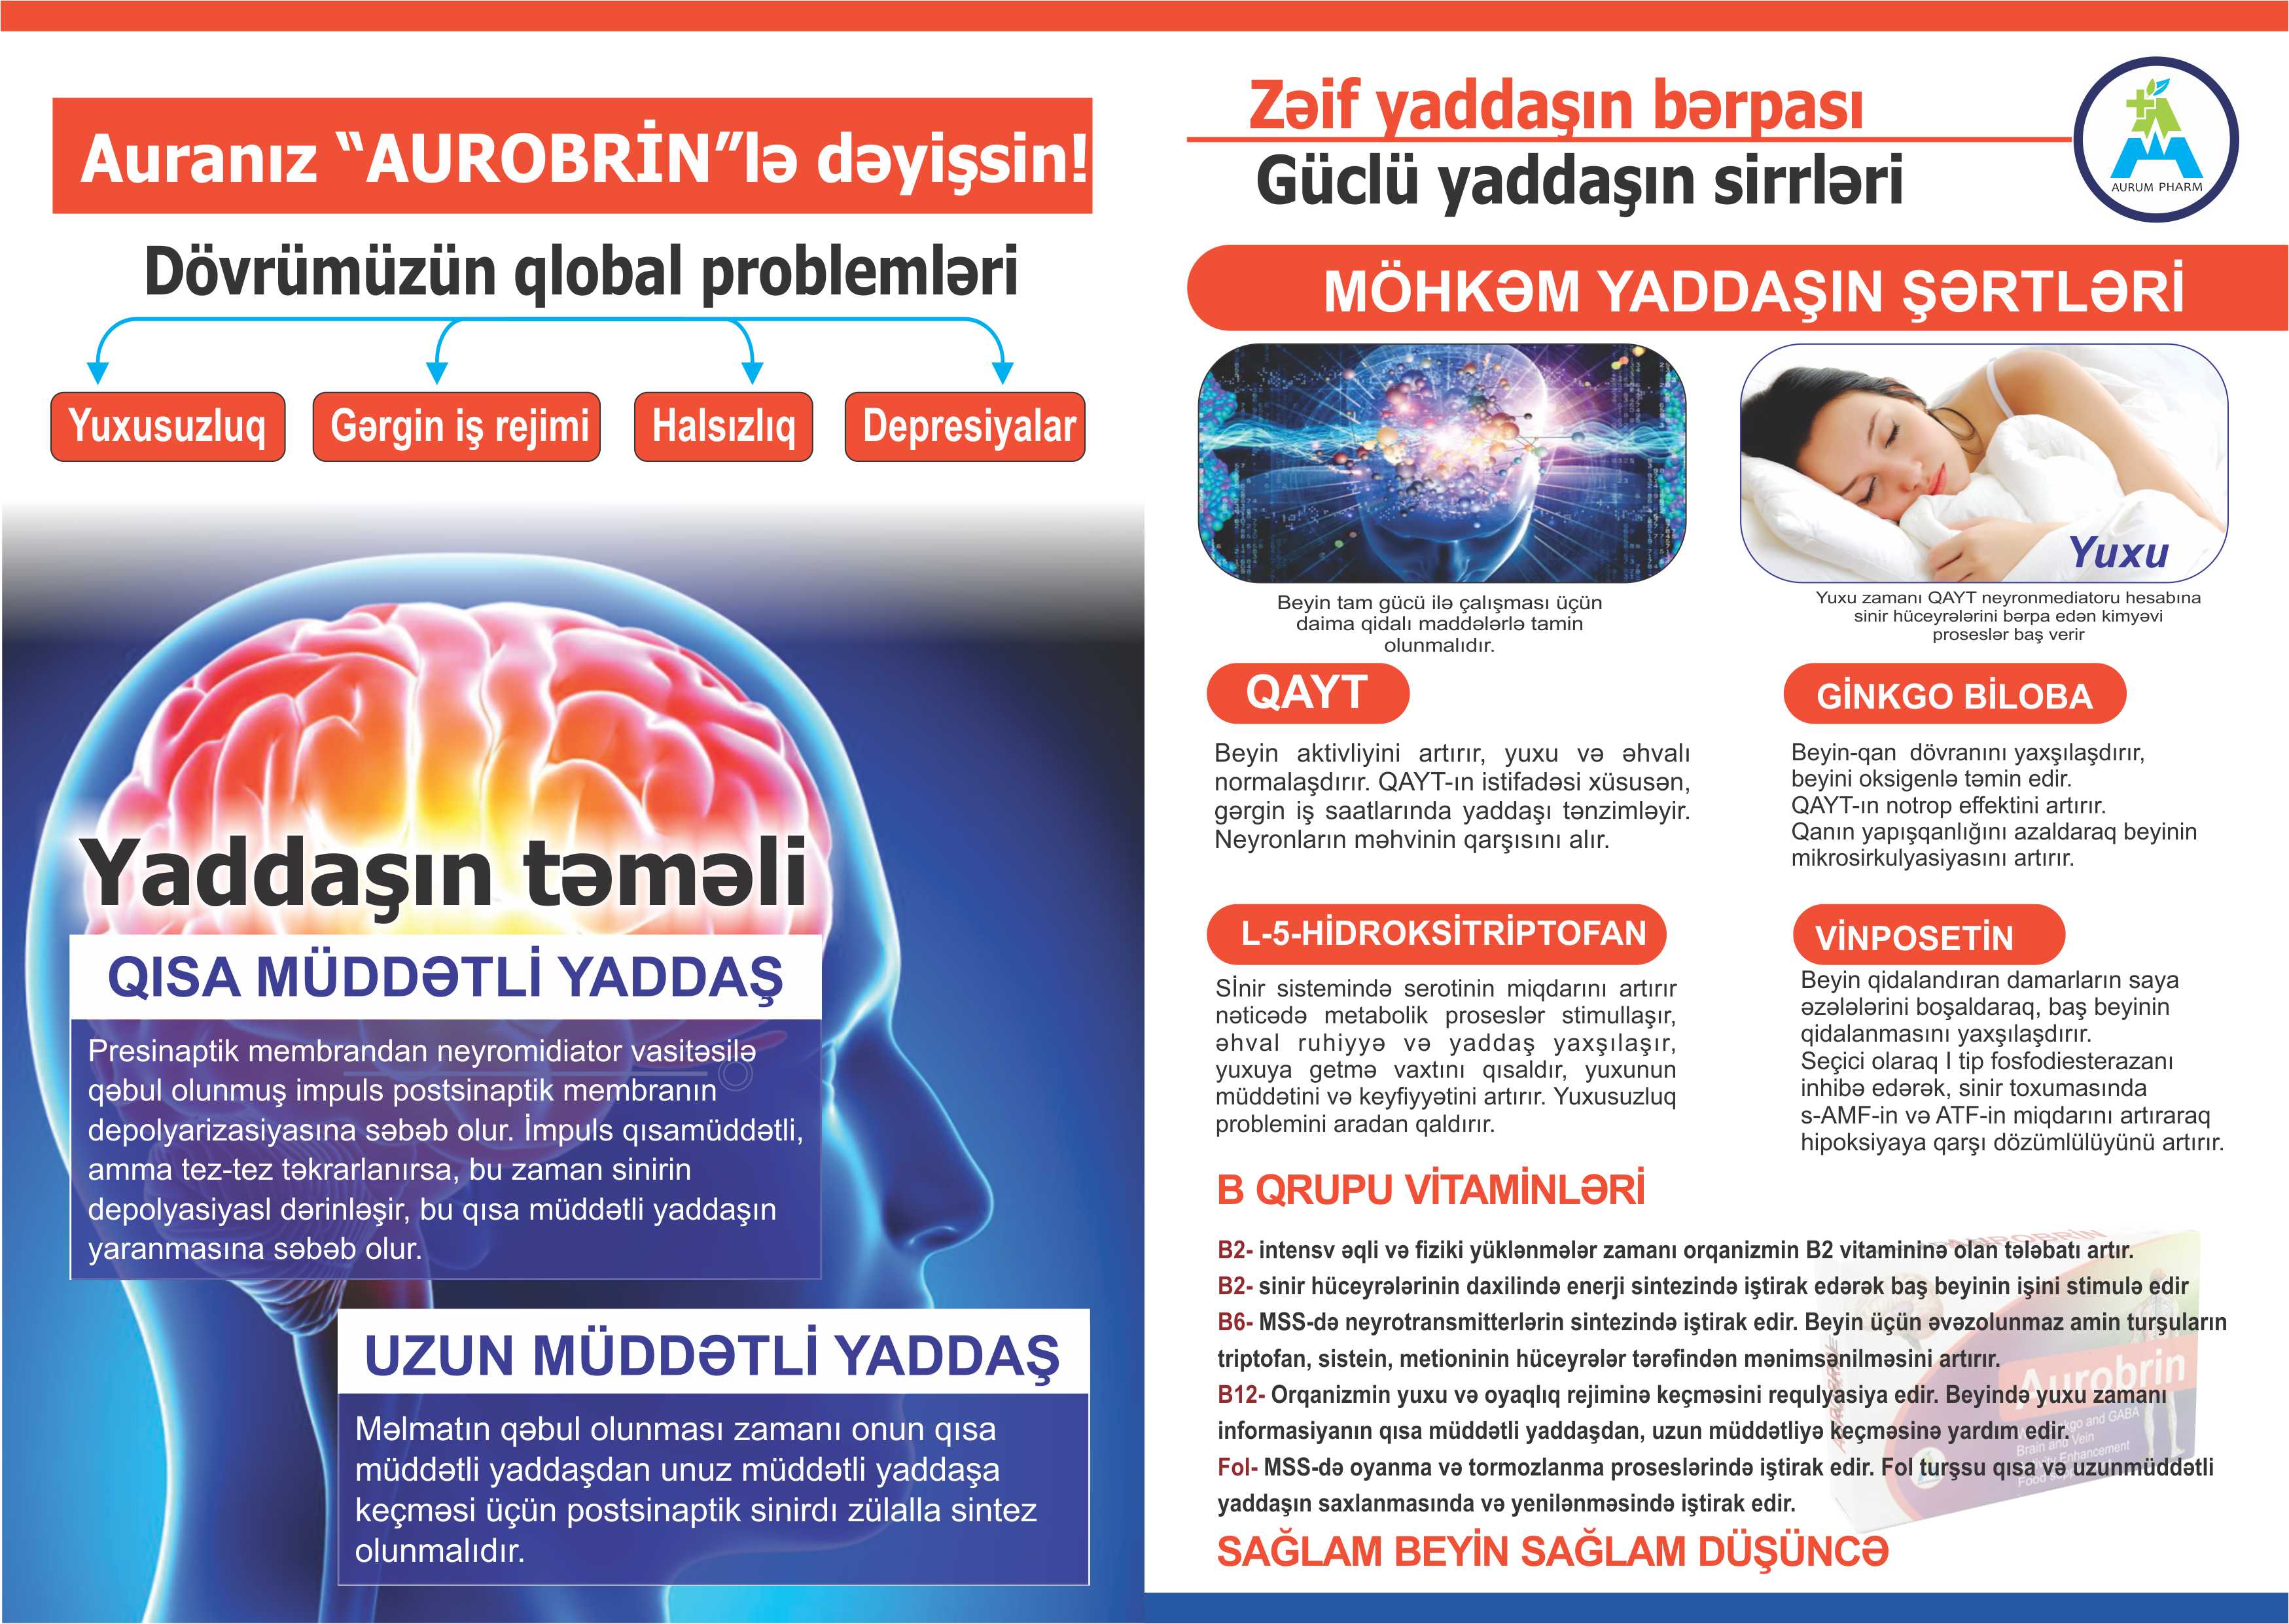 Auranız “AUROBRİN”lə dəyişsin!
Dövrümüzün qlobal problemləri
Yuxusuzluq
Gərgin iş rejimi
Halsızlıq
Depresiyalar
Yaddaşın təməli
QISA MÜDDƏTLİ YADDAŞ
Presinaptik membrandan neyromidiator vasitəsilə
qəbul olunmuş impuls postsinaptik membranın
depolyarizasiyasına səbəb olur. İmpuls qısamüddətli,
amma tez-tez təkrarlanırsa, bu zaman sinirin
depolyasiyasl dərinləşir, bu qısa müddətli yaddaşın
yaranmasına səbəb olur.
UZUN MÜDDƏTLİ YADDAŞ
Məlmatın qəbul olunması zamanı onun qısa
müddətli yaddaşdan unuz müddətli yaddaşa
keçməsi üçün postsinaptik sinirdı zülalla sintez
olunmalıdır.
Zəif yaddaşın bərpası
Güclü yaddaşın sirrləri
AURUM PHARM
MÖHKƏM YADDAŞIN ŞƏRTLƏRİ
Beyin tam gücü ilə çalışması üçün
daima qidalı maddələrlə tamin
olunmalıdır.
Yuxu
Yuxu zamanı QAYT neyronmediatoru hesabına
sinir hüceyrələrini bərpa edən kimyəvi
proseslər baş verir
QAYT
Beyin aktivliyini artırır, yuxu və əhvalı
normalaşdırır. QAYT-ın istifadəsi xüsusən,
gərgin iş saatlarında yaddaşı tənzimləyir.
Neyronların məhvinin qarşısını alır.
GİNKGO BİLOBA
Beyin-qan dövranını yaxşılaşdırır,
beyini oksigenlə təmin edir.
QAYT-ın notrop effektini artırır.
Qanın yapışqanlığını azaldaraq beyinin
mikrosirkulyasiyasını artırır.
L-5-HİDROKSİTRİPTOFAN
Sİnir sistemində serotinin miqdarını artırır
nəticədə metabolik proseslər stimullaşır,
əhval ruhiyyə və yaddaş yaxşılaşır,
yuxuya getmə vaxtını qısaldır, yuxunun
müddətini və keyfiyyətini artırır. Yuxusuzluq
problemini aradan qaldırır.
VİNPOSETİN
Beyin qidalandıran damarların saya
əzələlərini boşaldaraq, baş beyinin
qidalanmasını yaxşılaşdırır.
Seçici olaraq I tip fosfodiesterazanı
inhibə edərək, sinir toxumasında
s-AMF-in və ATF-in miqdarını artıraraq
hipoksiyaya qarşı dözümlülüyünü artırır.
B QRUPU VİTAMİNLƏRİ
B2- intensv əqli və fiziki yüklənmələr zamanı orqanizmin B2 vitamininə olan tələbatı artır.
B2- sinir hüceyrələrinin daxilində enerji sintezində iştirak edərək baş beyinin işini stimulə edir
B6- MSS-də neyrotransmitterlərin sintezində iştirak edir. Beyin üçün əvəzolunmaz amin turşuların
triptofan, sistein, metioninin hüceyrələr tərəfindən mənimsənilməsini artırır.
B12- Orqanizmin yuxu və oyaqlıq rejiminə keçməsini requlyasiya edir. Beyində yuxu zamanı
informasiyanın qısa müddətli yaddaşdan, uzun müddətliyə keçməsinə yardım edir.
Fol- MSS-də oyanma və tormozlanma proseslərində iştirak edir. Fol turşsu qısa və uzunmüddətli
yaddaşın saxlanmasında və yenilənməsində iştirak edir.
Aurobrin
and GABA
Brain and Vein
Enhancement
SAĞLAM BEYİN SAĞLAM DÜŞÜNCƏ